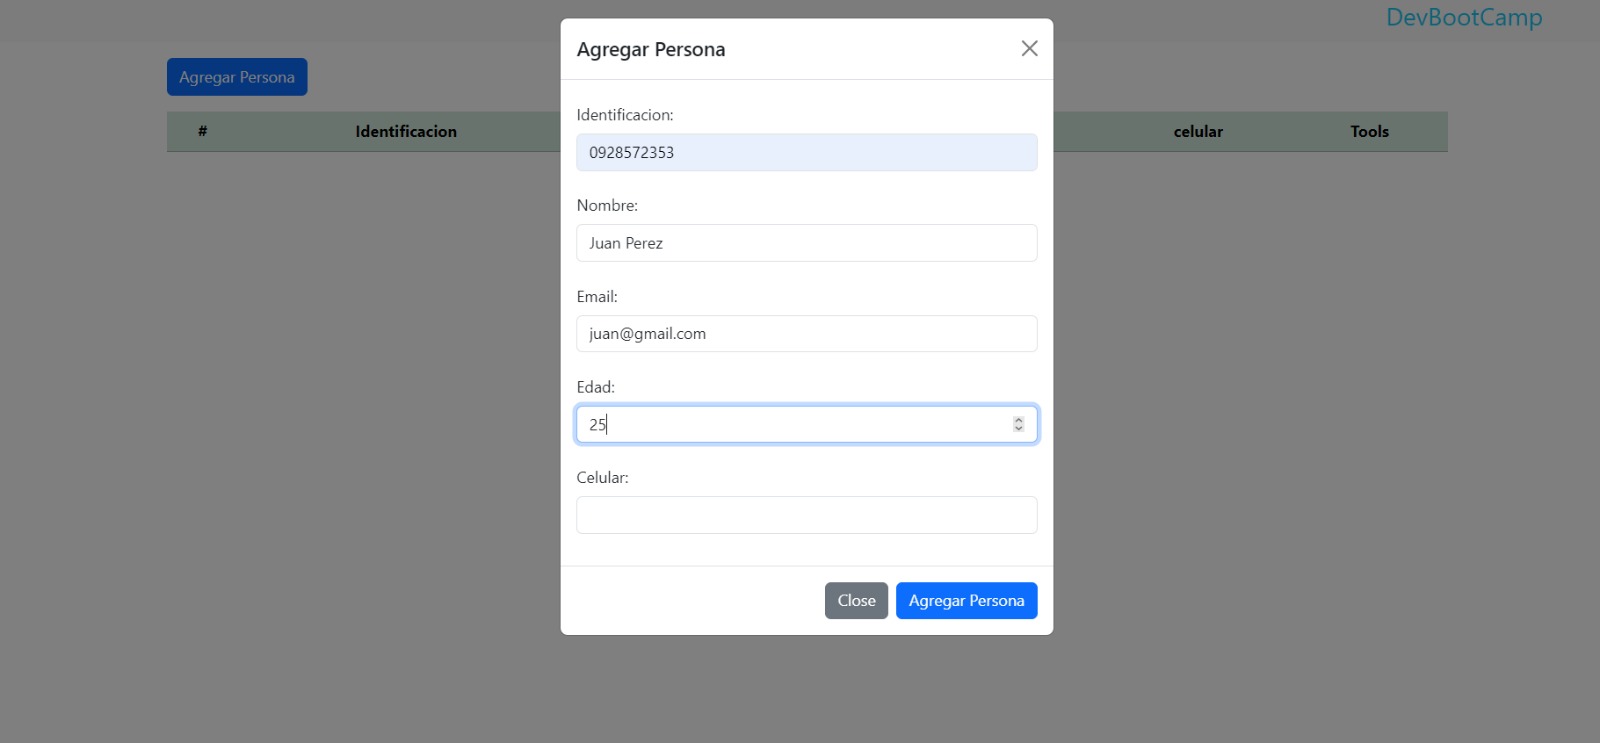 DevBootCamp
Agregar Persona
# Identificacion celular Tools
Agregar Persona
Identificacion:
0928572353
Nombre:
Juan Perez
Email:
juan@gmail.com
Edad:
25
Celular:
Close Agregar Persona